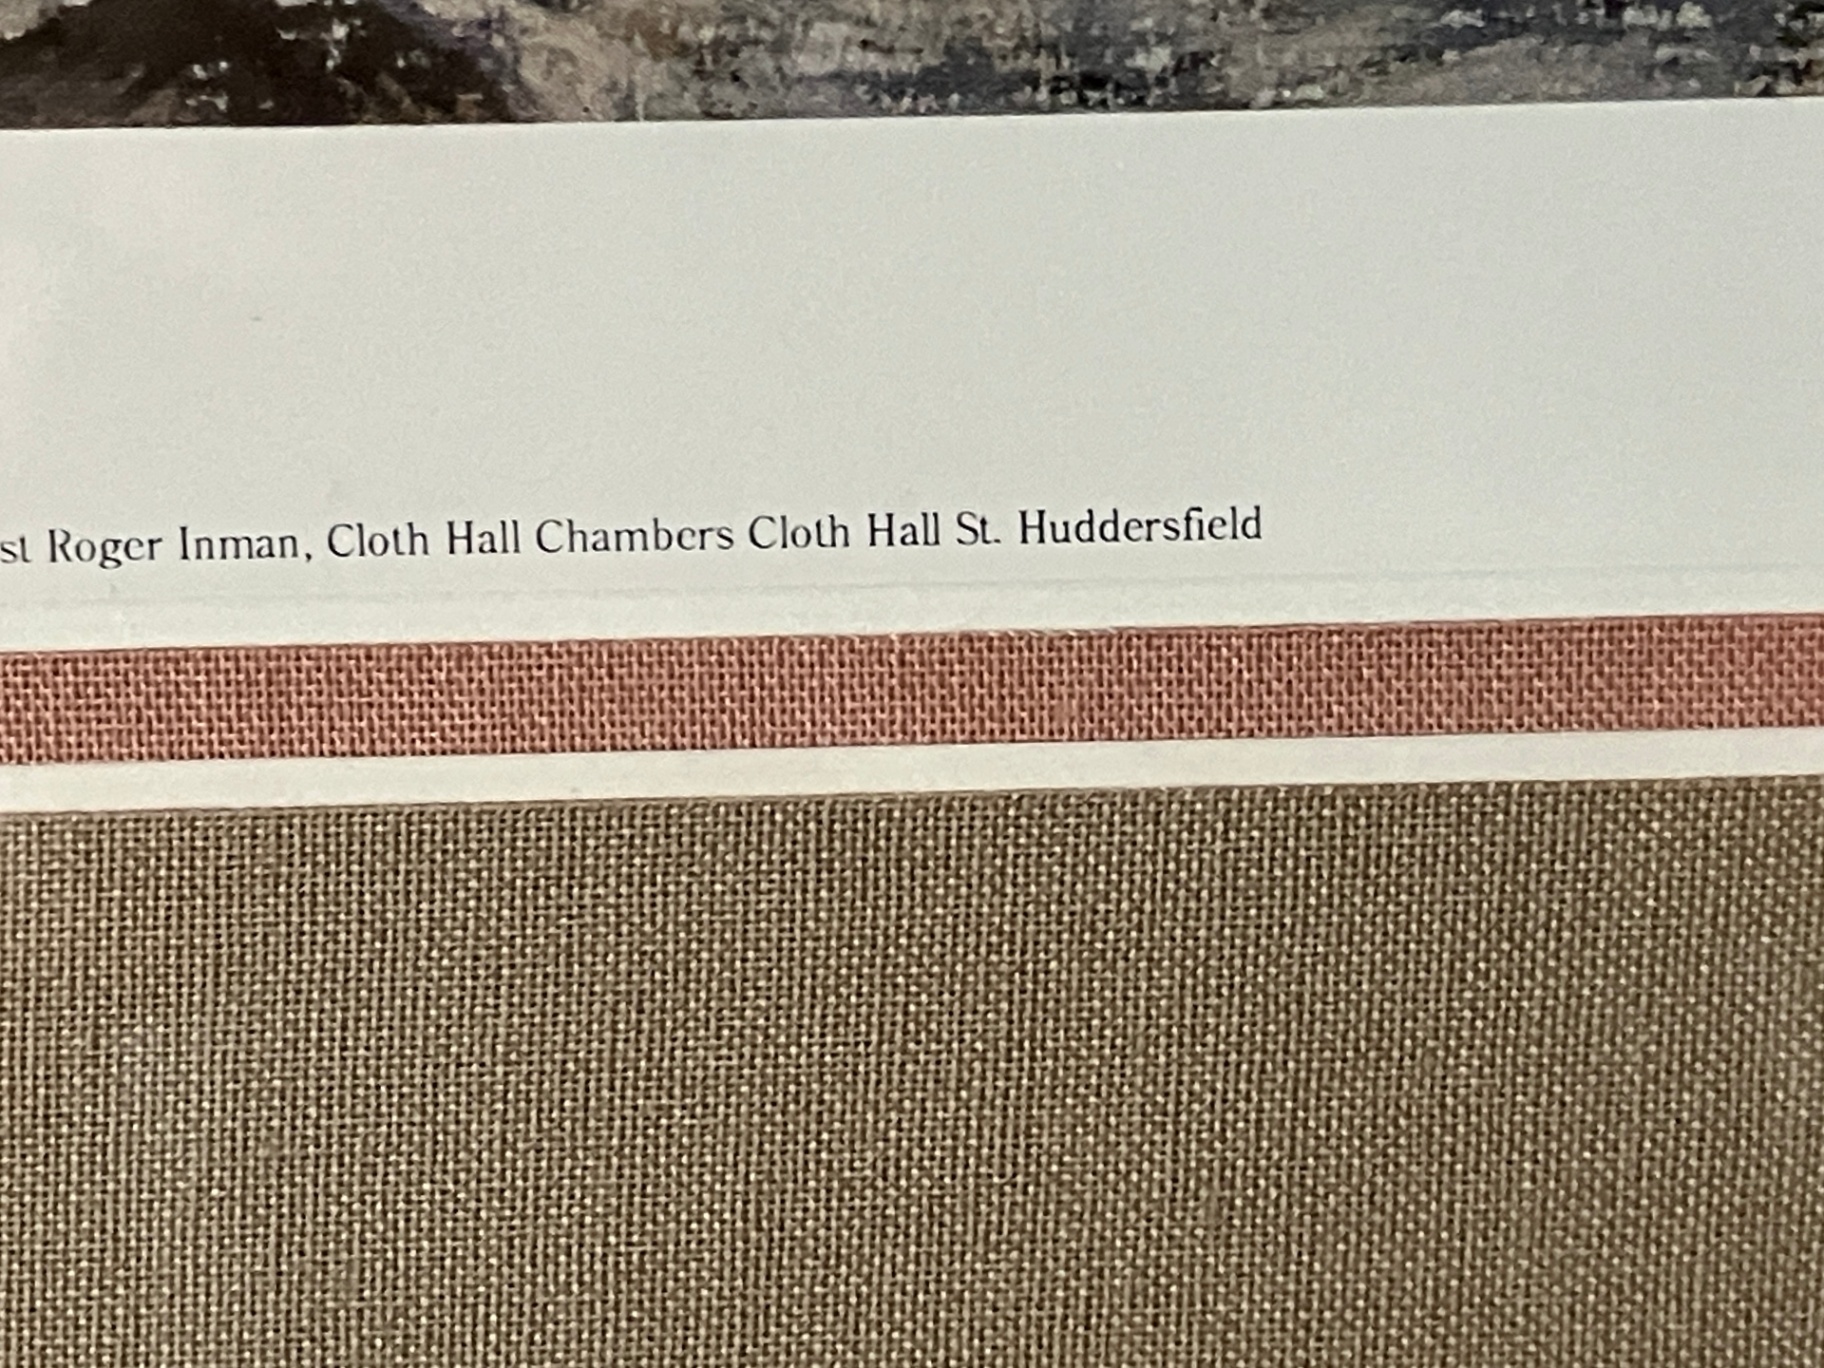 st Roger Inman, Cloth Hall Chambers Cloth Hall St. Huddersfield